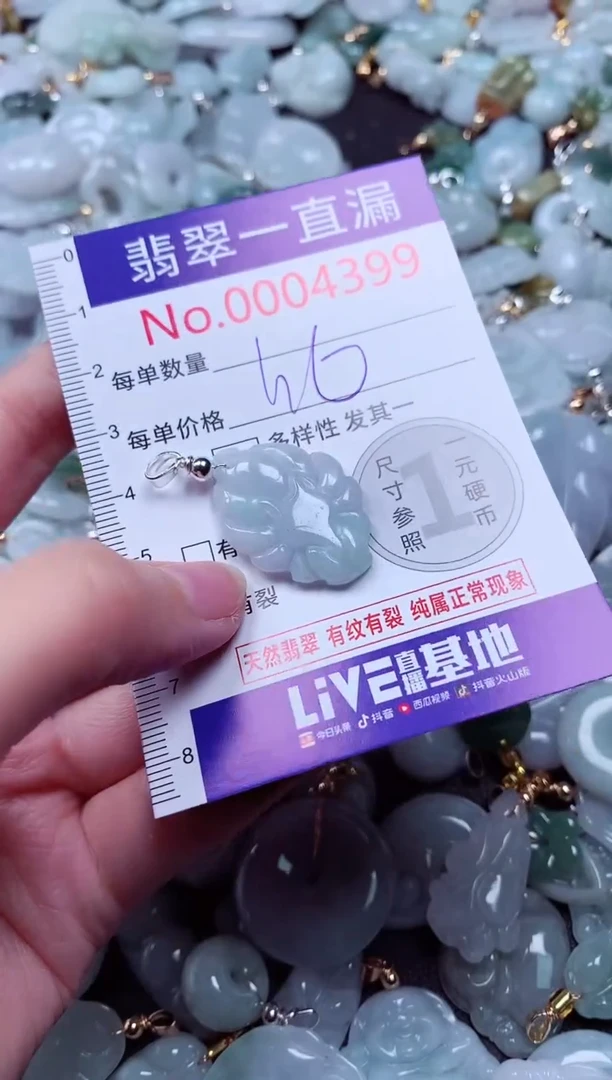 翡翠一直漏
No.0004399
0
1
2
3
4
5
7
8
每单数量
每单价格
多样性 发其一
有
有裂
尺寸参照
1
一元硬币
天然翡翠 有纹有裂 纯属正常现象
LiVE直播基地
今日头条 抖音 西瓜视频 抖音火山版